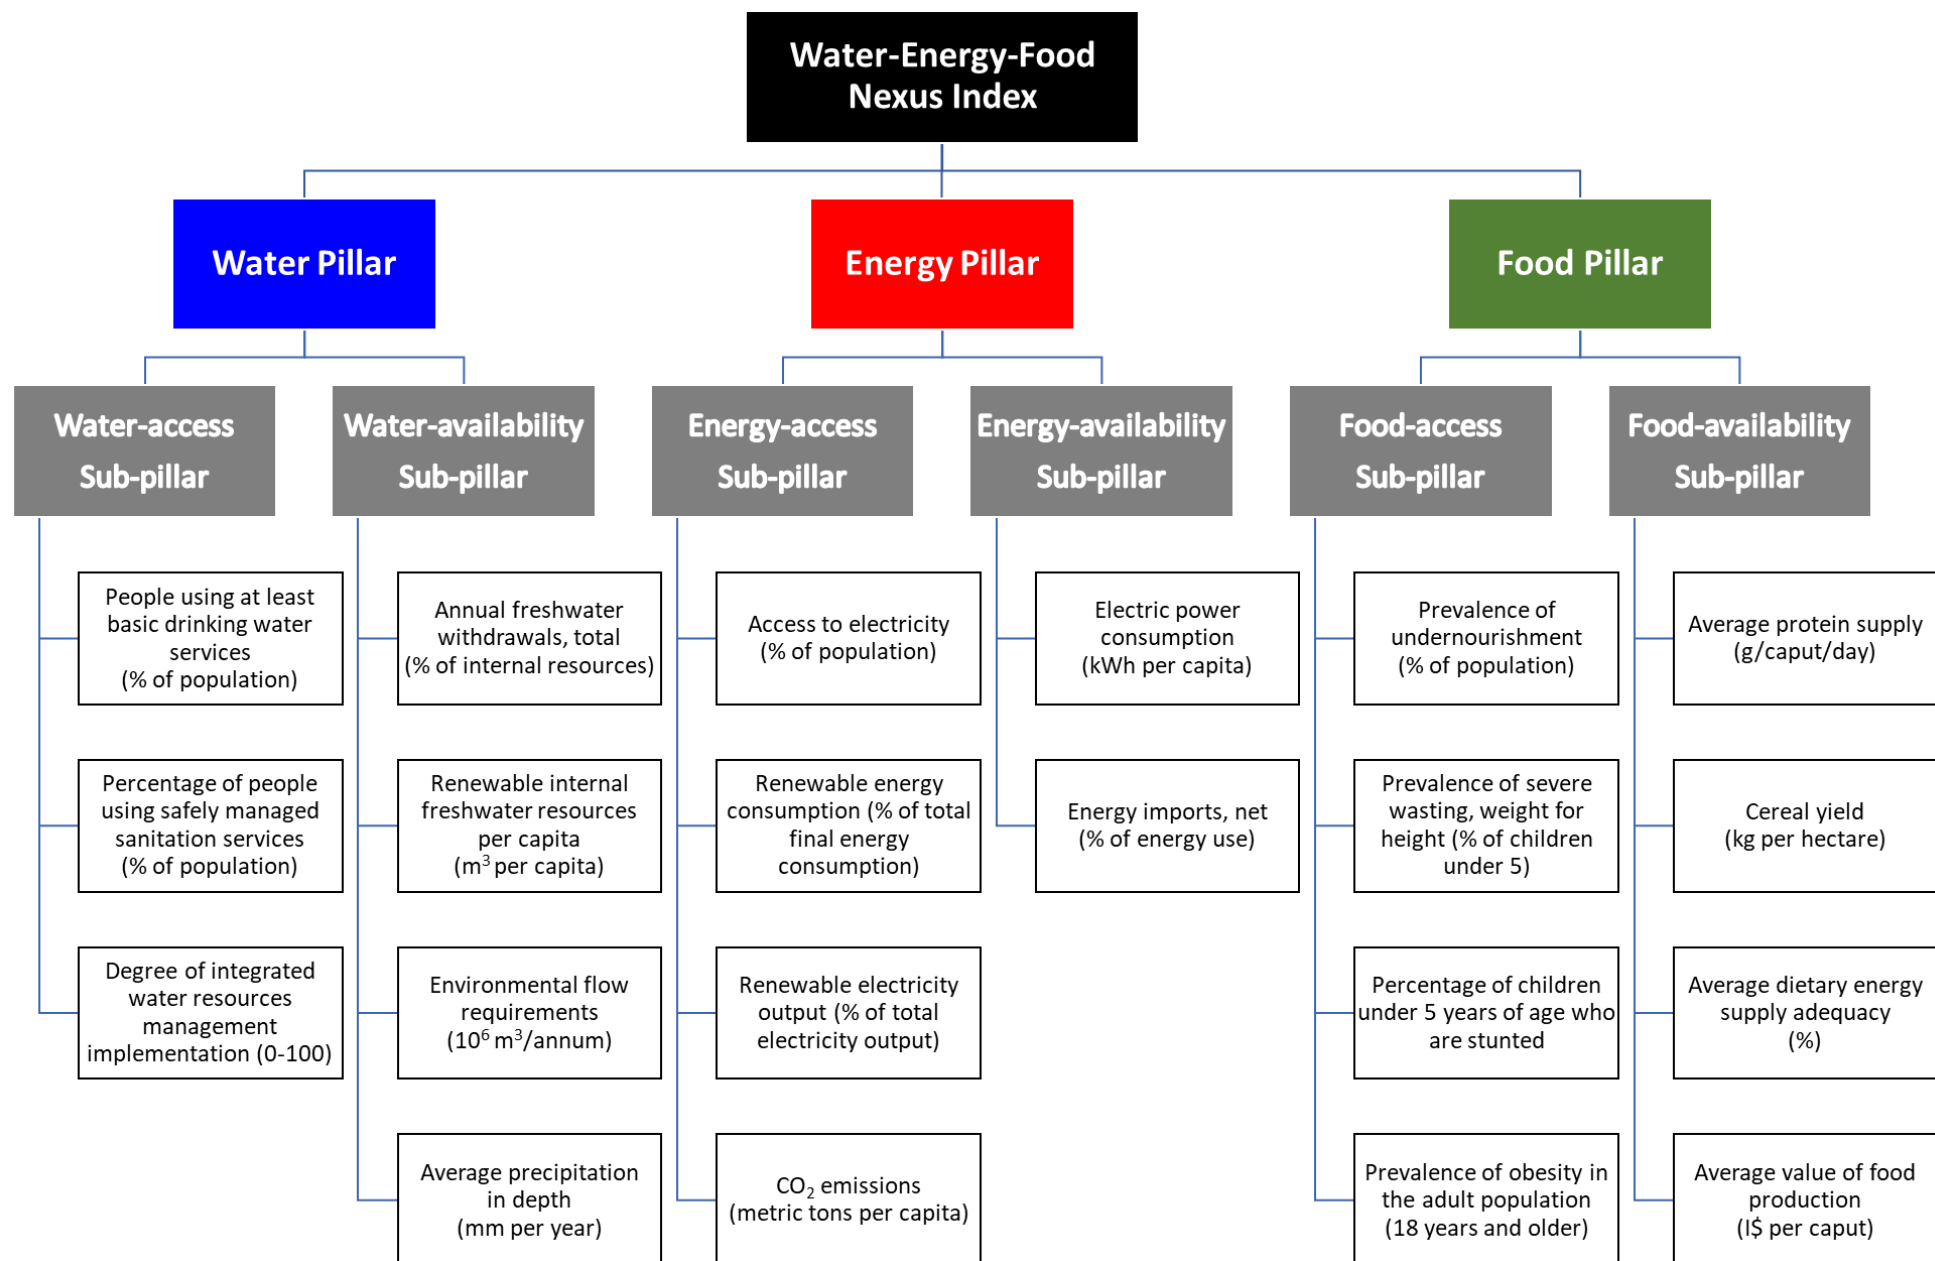 Water-Energy-Food
Nexus Index
Water Pillar
Energy Pillar
Food Pillar
Water-access
Sub-pillar
Water-availability
Sub-pillar
Energy-access
Sub-pillar
Energy-availability
Sub-pillar
Food-access
Sub-pillar
Food-availability
Sub-pillar
People using at least
basic drinking water
services
(% of population)
Annual freshwater
withdrawals, total
(% of internal resources)
Access to electricity
(% of population)
Electric power
consumption
(kWh per capita)
Prevalence of
undernourishment
(% of population)
Average protein supply
(g/caput/day)
Percentage of people
using safely managed
sanitation services
(% of population)
Renewable internal
freshwater resources
per capita
(m³ per capita)
Renewable energy
consumption (% of total
final energy
consumption)
Energy imports, net
(% of energy use)
Prevalence of severe
wasting, weight for
height (% of children
under 5)
Cereal yield
(kg per hectare)
Degree of integrated
water resources
management
implementation (0-100)
Environmental flow
requirements
(10⁶ m³/annum)
Renewable electricity
output (% of total
electricity output)
Percentage of children
under 5 years of age who
are stunted
Average dietary energy
supply adequacy
(%)
Average precipitation
in depth
(mm per year)
CO₂ emissions
(metric tons per capita)
Prevalence of obesity in
the adult population
(18 years and older)
Average value of food
production
(I$ per caput)